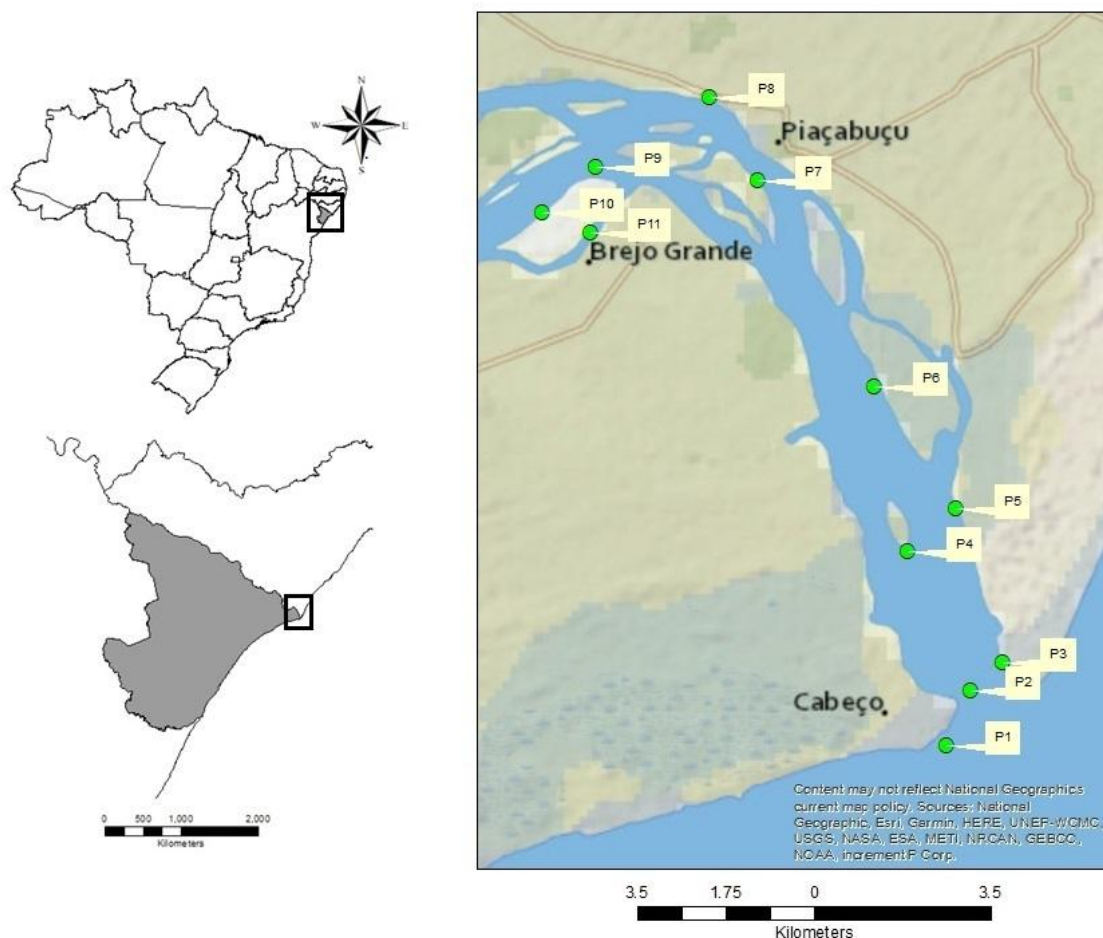 N
W
E
S
0
500
1,000
2,000
Kilometers
P8
Piaçabuçu
P9
P7
P10
P11
Brejo Grande
P6
P5
P4
P3
P2
Cabeço
P1
Content may not reflect National Geographic's
current map policy. Sources: National
Geographic, Esri, Garmin, HERE, UNEP-WCMC,
USGS, NASA, ESA, METI, NRCAN, GEBCO,
NOAA, increment P Corp.
3.5
1.75
0
3.5
Kilometers